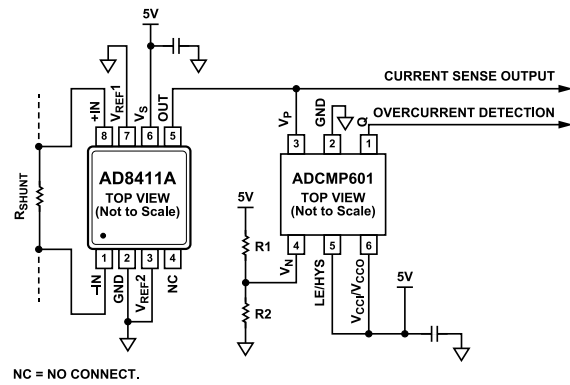 5V
+IN
VREF1
VS
OUT
8
7
6
5
AD8411A
TOP VIEW
(Not to Scale)
1
2
3
4
–IN
GND
VREF2
NC
RSHUNT
CURRENT SENSE OUTPUT
OVERCURRENT DETECTION
VP
GND
Q
3
2
1
ADCMP601
TOP VIEW
(Not to Scale)
4
5
6
VN
LE/HYS
VCCI/VCCO
5V
R1
R2
5V
NC = NO CONNECT.